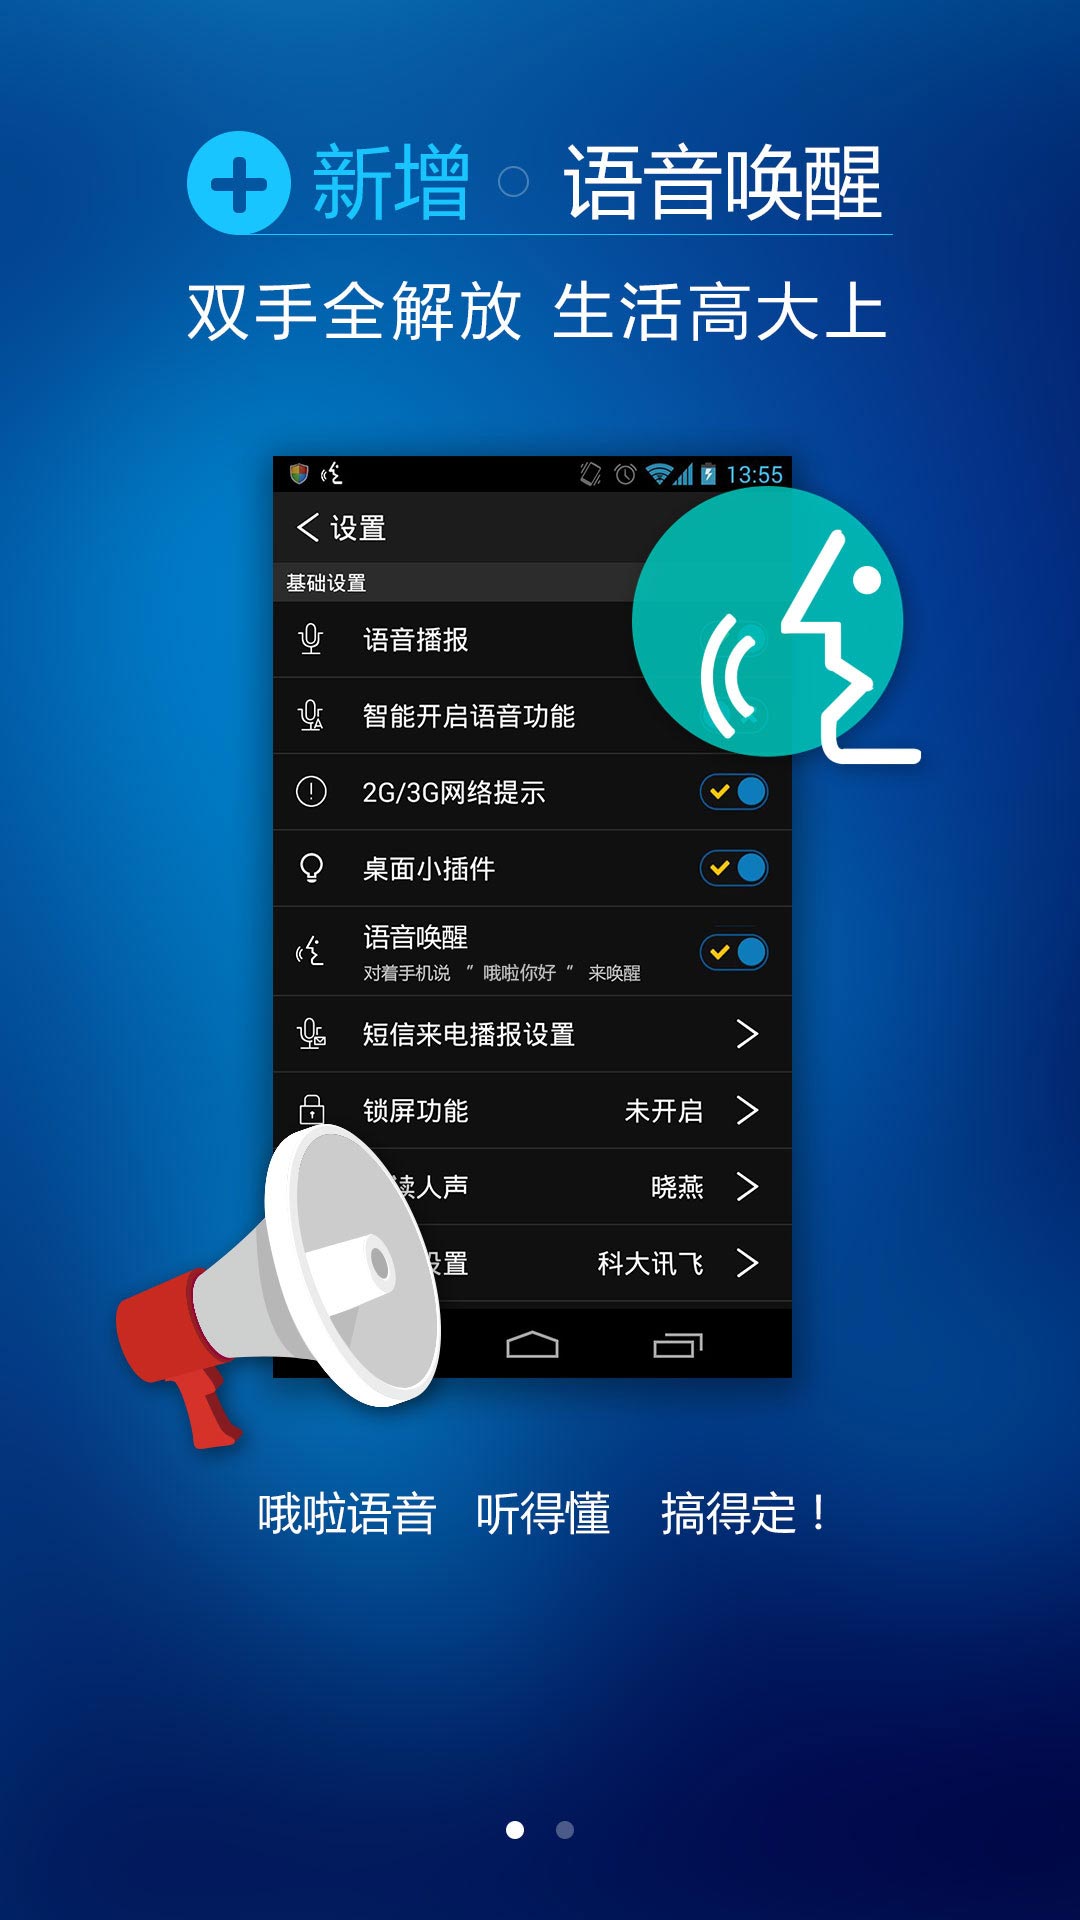 新增 语音唤醒
双手全解放 生活高大上
13:55
设置
基础设置
语音播报
智能开启语音功能
2G/3G网络提示
桌面小插件
语音唤醒
对着手机说 ＂哦啦你好＂ 来唤醒
短信来电播报设置
锁屏功能 未开启
读人声 晓燕
设置 科大讯飞
哦啦语音 听得懂 搞得定！